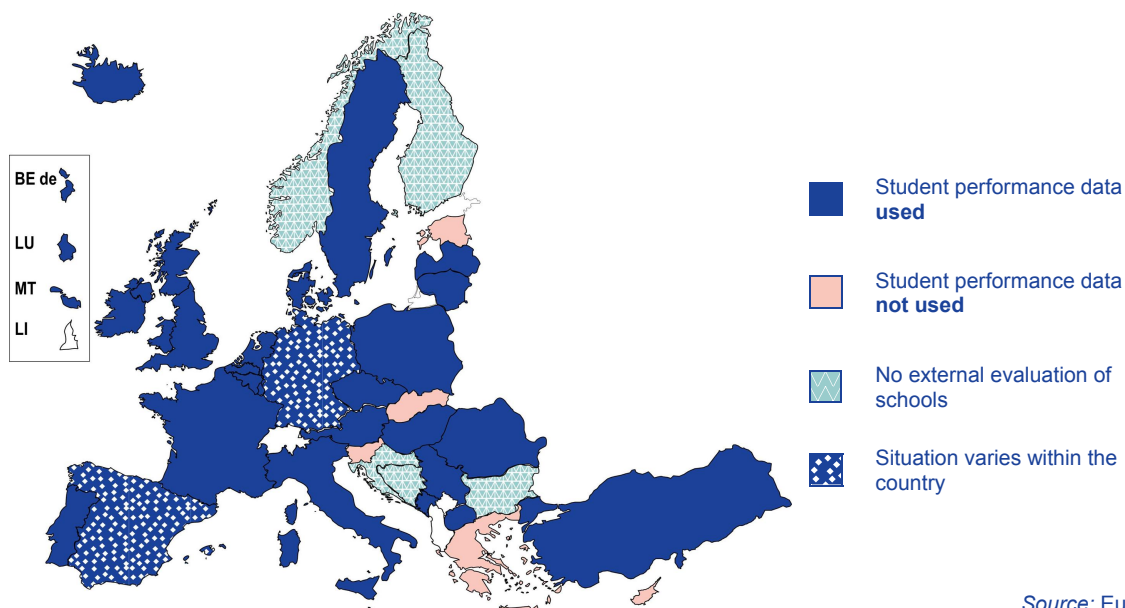 BE de
LU
MT
LI
Student performance data
used
Student performance data
not used
No external evaluation of
schools
Situation varies within the
country
Source: Eu